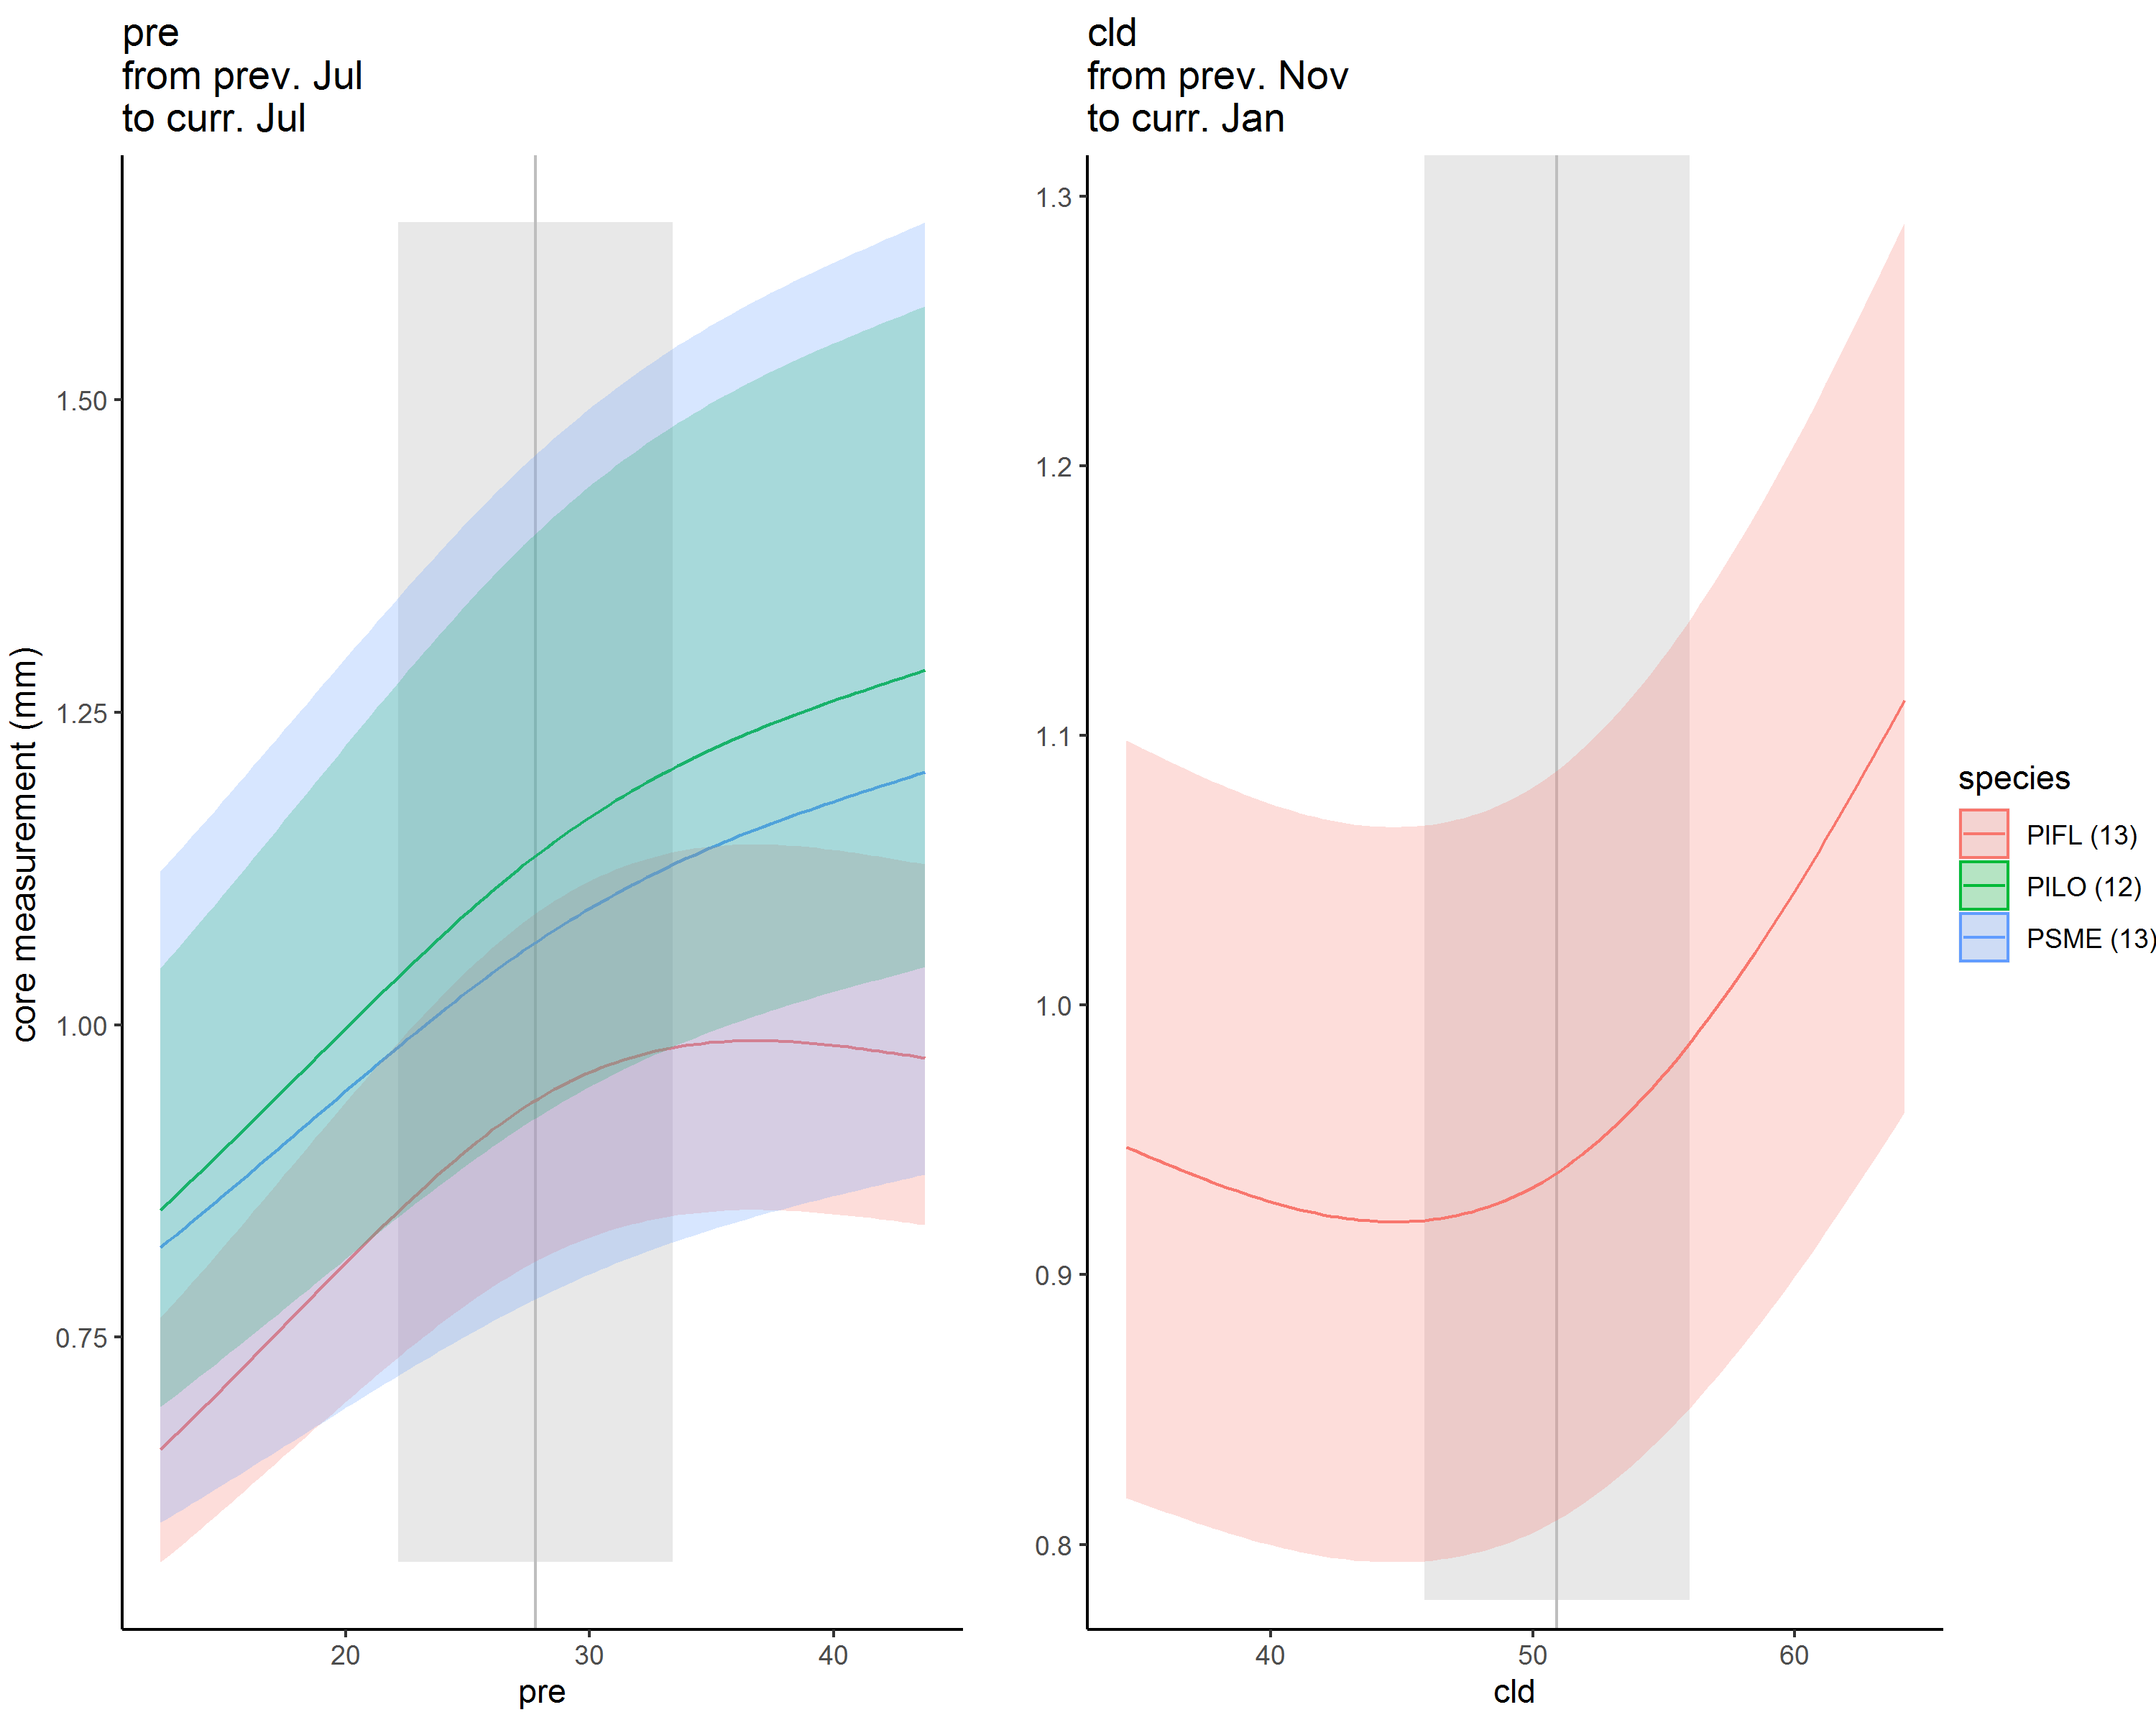 pre
from prev. Jul
to curr. Jul
cld
from prev. Nov
to curr. Jan
core measurement (mm)
1.50
1.25
1.00
0.75
20 30 40
pre
1.3
1.2
1.1
1.0
0.9
0.8
40 50 60
cld
species
PIFL (13)
PILO (12)
PSME (13)